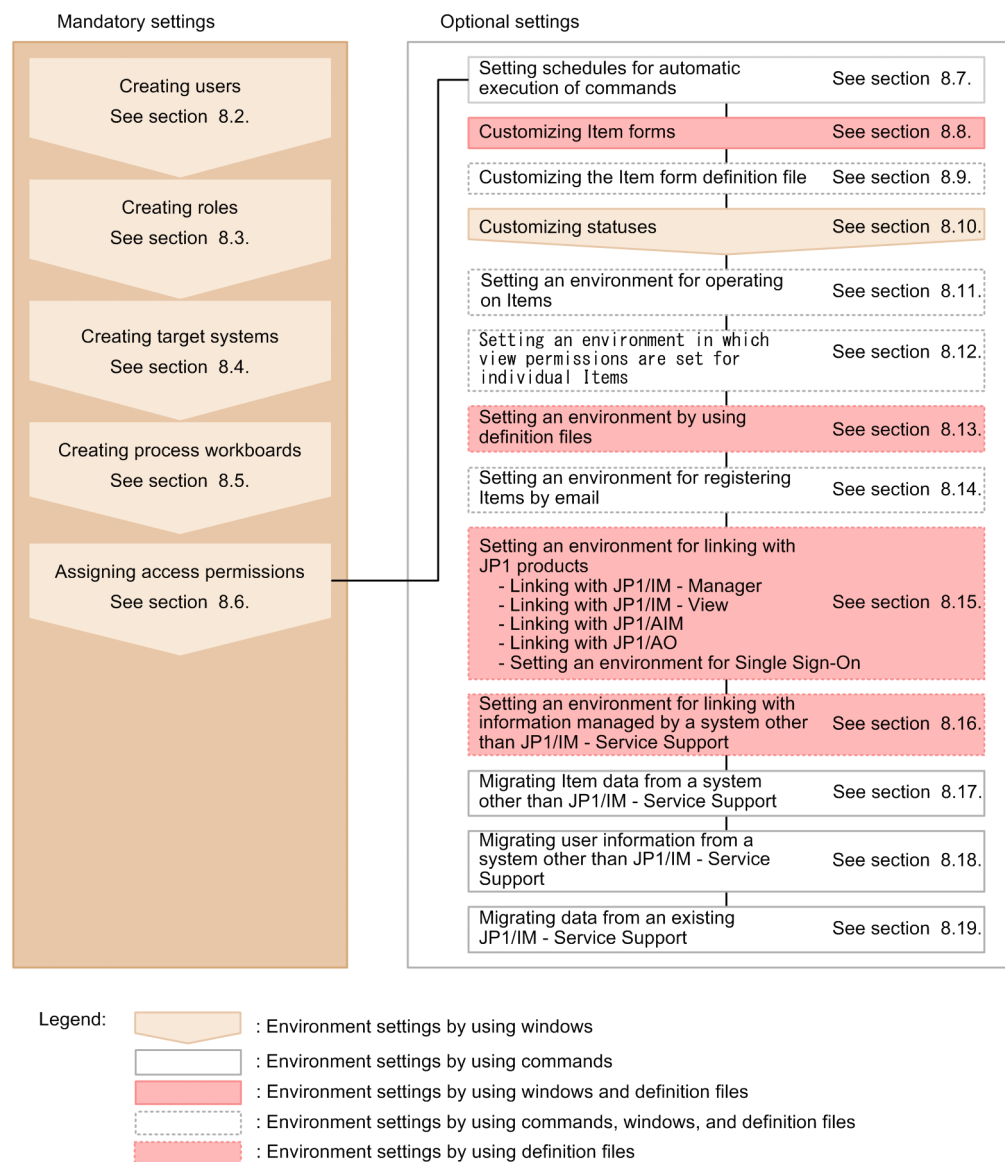 Mandatory settings
Creating users
See section 8.2.
Creating roles
See section 8.3.
Creating target systems
See section 8.4.
Creating process workboards
See section 8.5.
Assigning access permissions
See section 8.6.
Optional settings
Setting schedules for automatic
execution of commands
See section 8.7.
Customizing Item forms
See section 8.8.
Customizing the Item form definition file
See section 8.9.
Customizing statuses
See section 8.10.
Setting an environment for operating
on Items
See section 8.11.
Setting an environment in which
view permissions are set for
individual Items
See section 8.12.
Setting an environment by using
definition files
See section 8.13.
Setting an environment for registering
Items by email
See section 8.14.
Setting an environment for linking with
JP1 products
- Linking with JP1/IM - Manager
- Linking with JP1/IM - View
- Linking with JP1/AIM
- Linking with JP1/AO
- Setting an environment for Single Sign-On
See section 8.15.
Setting an environment for linking with
information managed by a system other
than JP1/IM - Service Support
See section 8.16.
Migrating Item data from a system
other than JP1/IM - Service Support
See section 8.17.
Migrating user information from a
system other than JP1/IM - Service
Support
See section 8.18.
Migrating data from an existing
JP1/IM - Service Support
See section 8.19.
Legend:
: Environment settings by using windows
: Environment settings by using commands
: Environment settings by using windows and definition files
: Environment settings by using commands, windows, and definition files
: Environment settings by using definition files